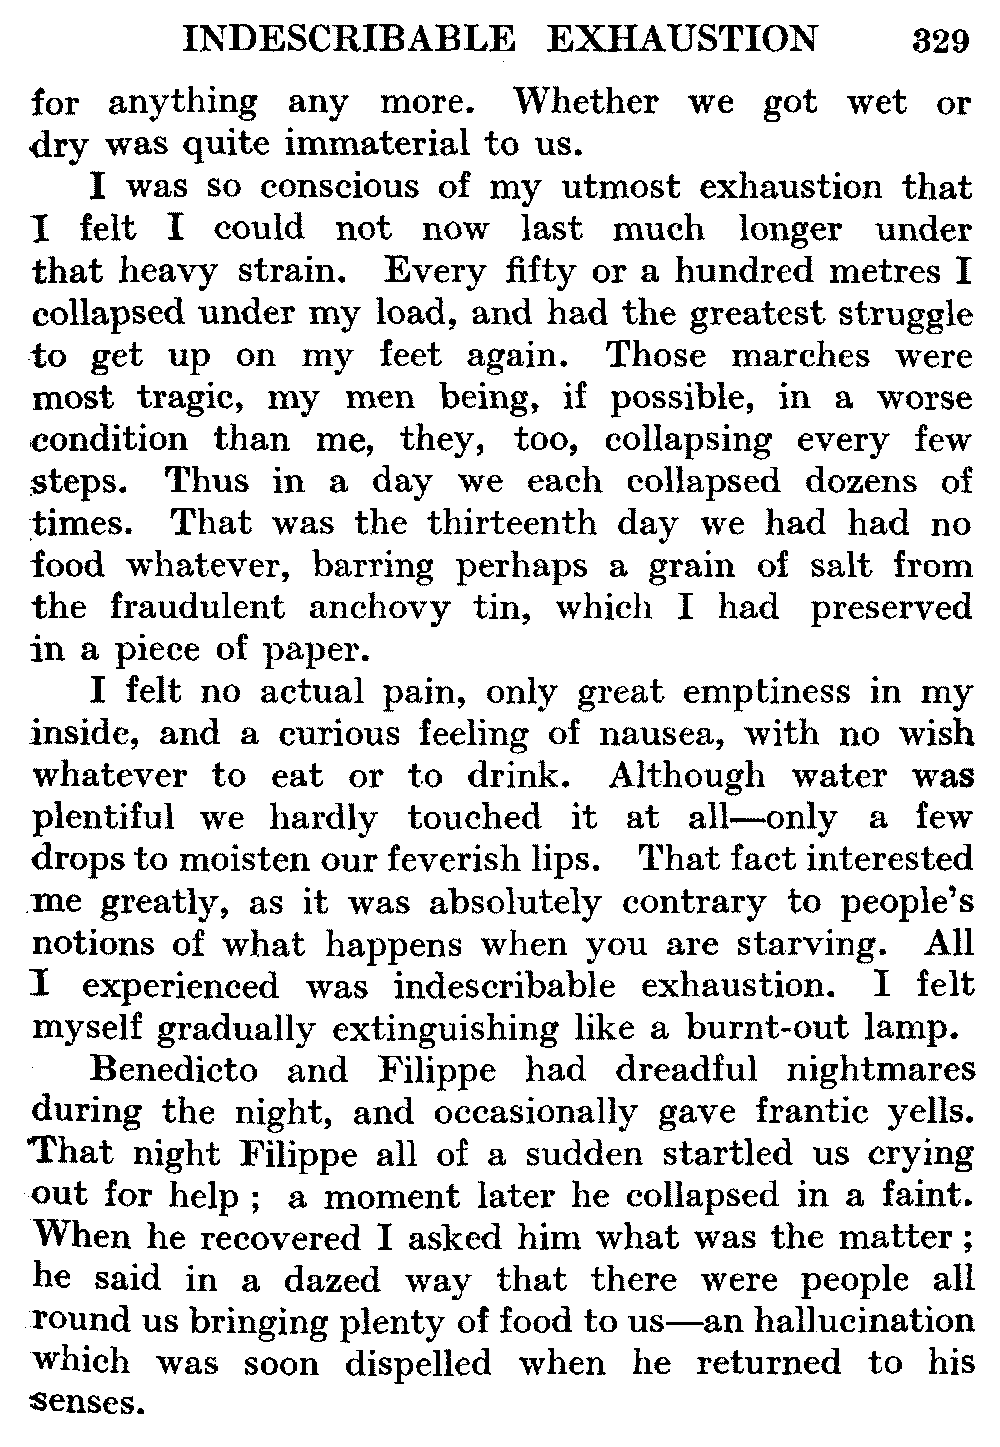 INDESCRIBABLE EXHAUSTION 329
for anything any more. Whether we got wet or
dry was quite immaterial to us.
I was so conscious of my utmost exhaustion that
I felt I could not now last much longer under
that heavy strain. Every fifty or a hundred metres I
collapsed under my load, and had the greatest struggle
to get up on my feet again. Those marches were
most tragic, my men being, if possible, in a worse
condition than me, they, too, collapsing every few
steps. Thus in a day we each collapsed dozens of
times. That was the thirteenth day we had had no
food whatever, barring perhaps a grain of salt from
the fraudulent anchovy tin, which I had preserved
in a piece of paper.
I felt no actual pain, only great emptiness in my
inside, and a curious feeling of nausea, with no wish
whatever to eat or to drink. Although water was
plentiful we hardly touched it at all—only a few
drops to moisten our feverish lips. That fact interested
me greatly, as it was absolutely contrary to people's
notions of what happens when you are starving. All
I experienced was indescribable exhaustion. I felt
myself gradually extinguishing like a burnt-out lamp.
Benedicto and Filippe had dreadful nightmares
during the night, and occasionally gave frantic yells.
That night Filippe all of a sudden startled us crying
out for help ; a moment later he collapsed in a faint.
When he recovered I asked him what was the matter ;
he said in a dazed way that there were people all
round us bringing plenty of food to us—an hallucination
which was soon dispelled when he returned to his
senses.